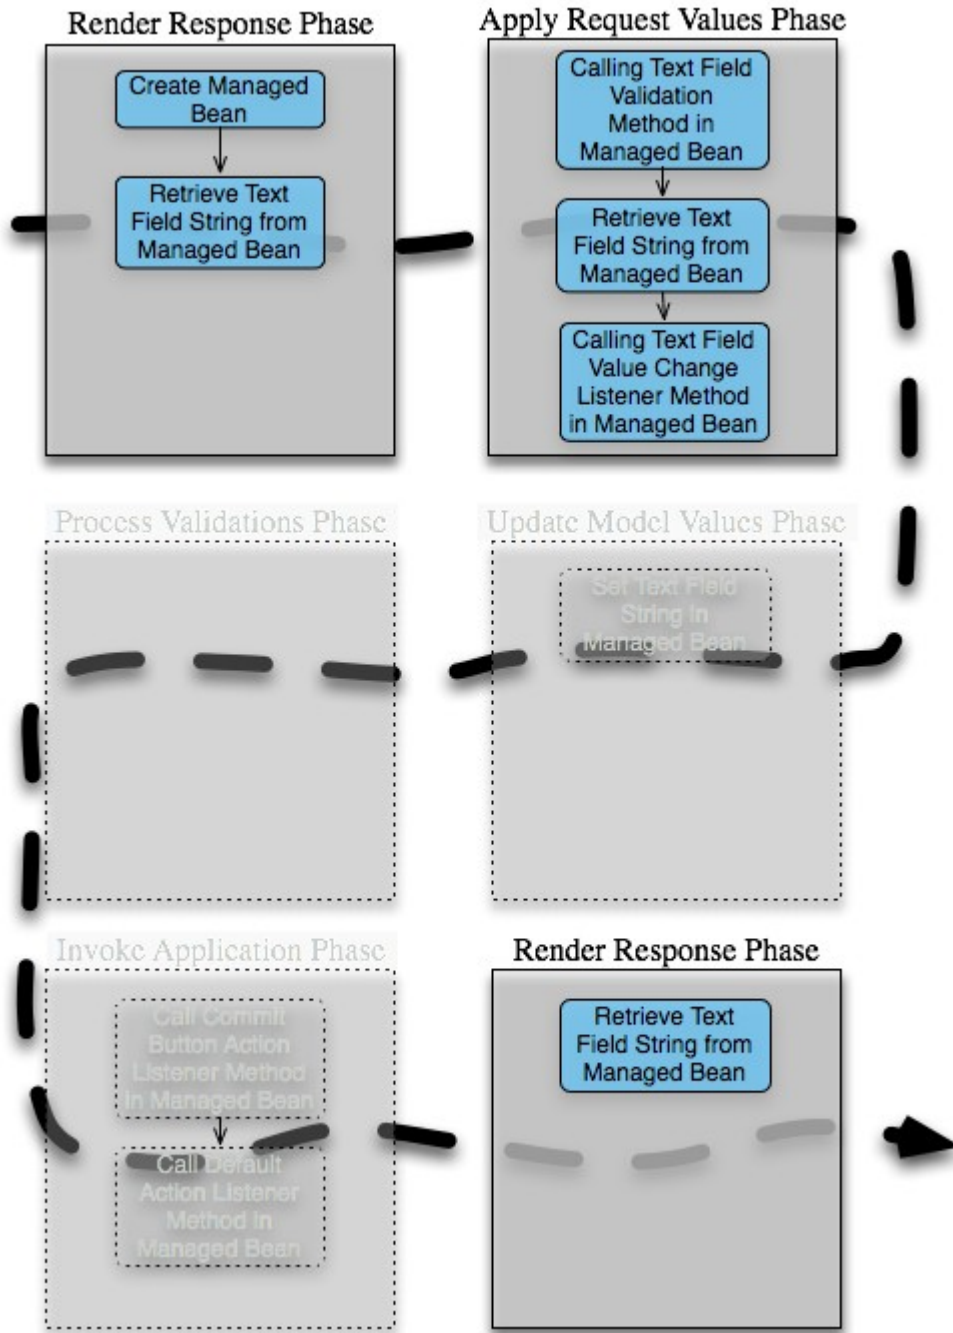 Render Response Phase
Create Managed
Bean
Retrieve Text
Field String from
Managed Bean
Apply Request Values Phase
Calling Text Field
Validation
Method in
Managed Bean
Retrieve Text
Field String from
Managed Bean
Calling Text Field
Value Change
Listener Method
in Managed Bean
Process Validations Phase
Update Model Values Phase
Set Text Field
String in
Managed Bean
Invoke Application Phase
Call Commit
Button Action
Listener Method
in Managed Bean
Call Default
Action Listener
Method in
Managed Bean
Render Response Phase
Retrieve Text
Field String from
Managed Bean